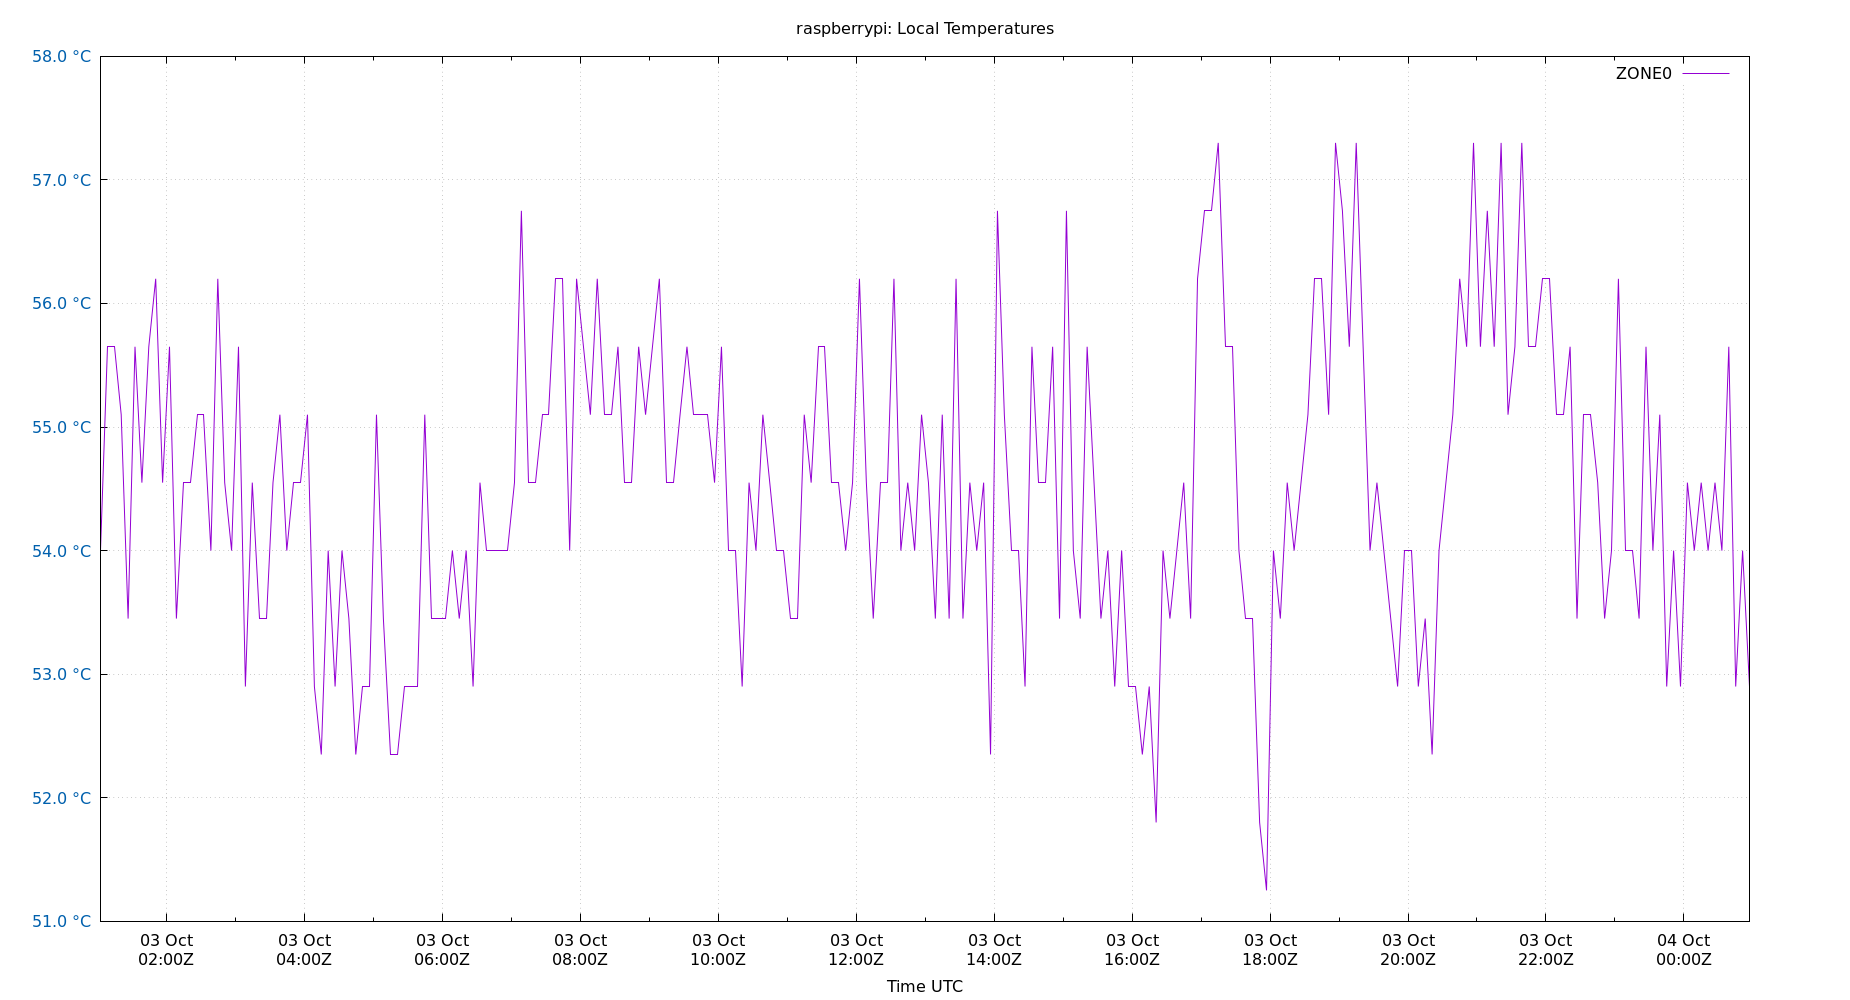 raspberrypi: Local Temperatures
58.0 °C
ZONE0
57.0 °C
56.0 °C
55.0 °C
54.0 °C
53.0 °C
52.0 °C
51.0 °C
03 Oct 03 Oct 03 Oct 03 Oct 03 Oct 03 Oct 03 Oct 03 Oct 03 Oct 03 Oct 03 Oct 04 Oct
02:00Z 04:00Z 06:00Z 08:00Z 10:00Z 12:00Z 14:00Z 16:00Z 18:00Z 20:00Z 22:00Z 00:00Z
Time UTC